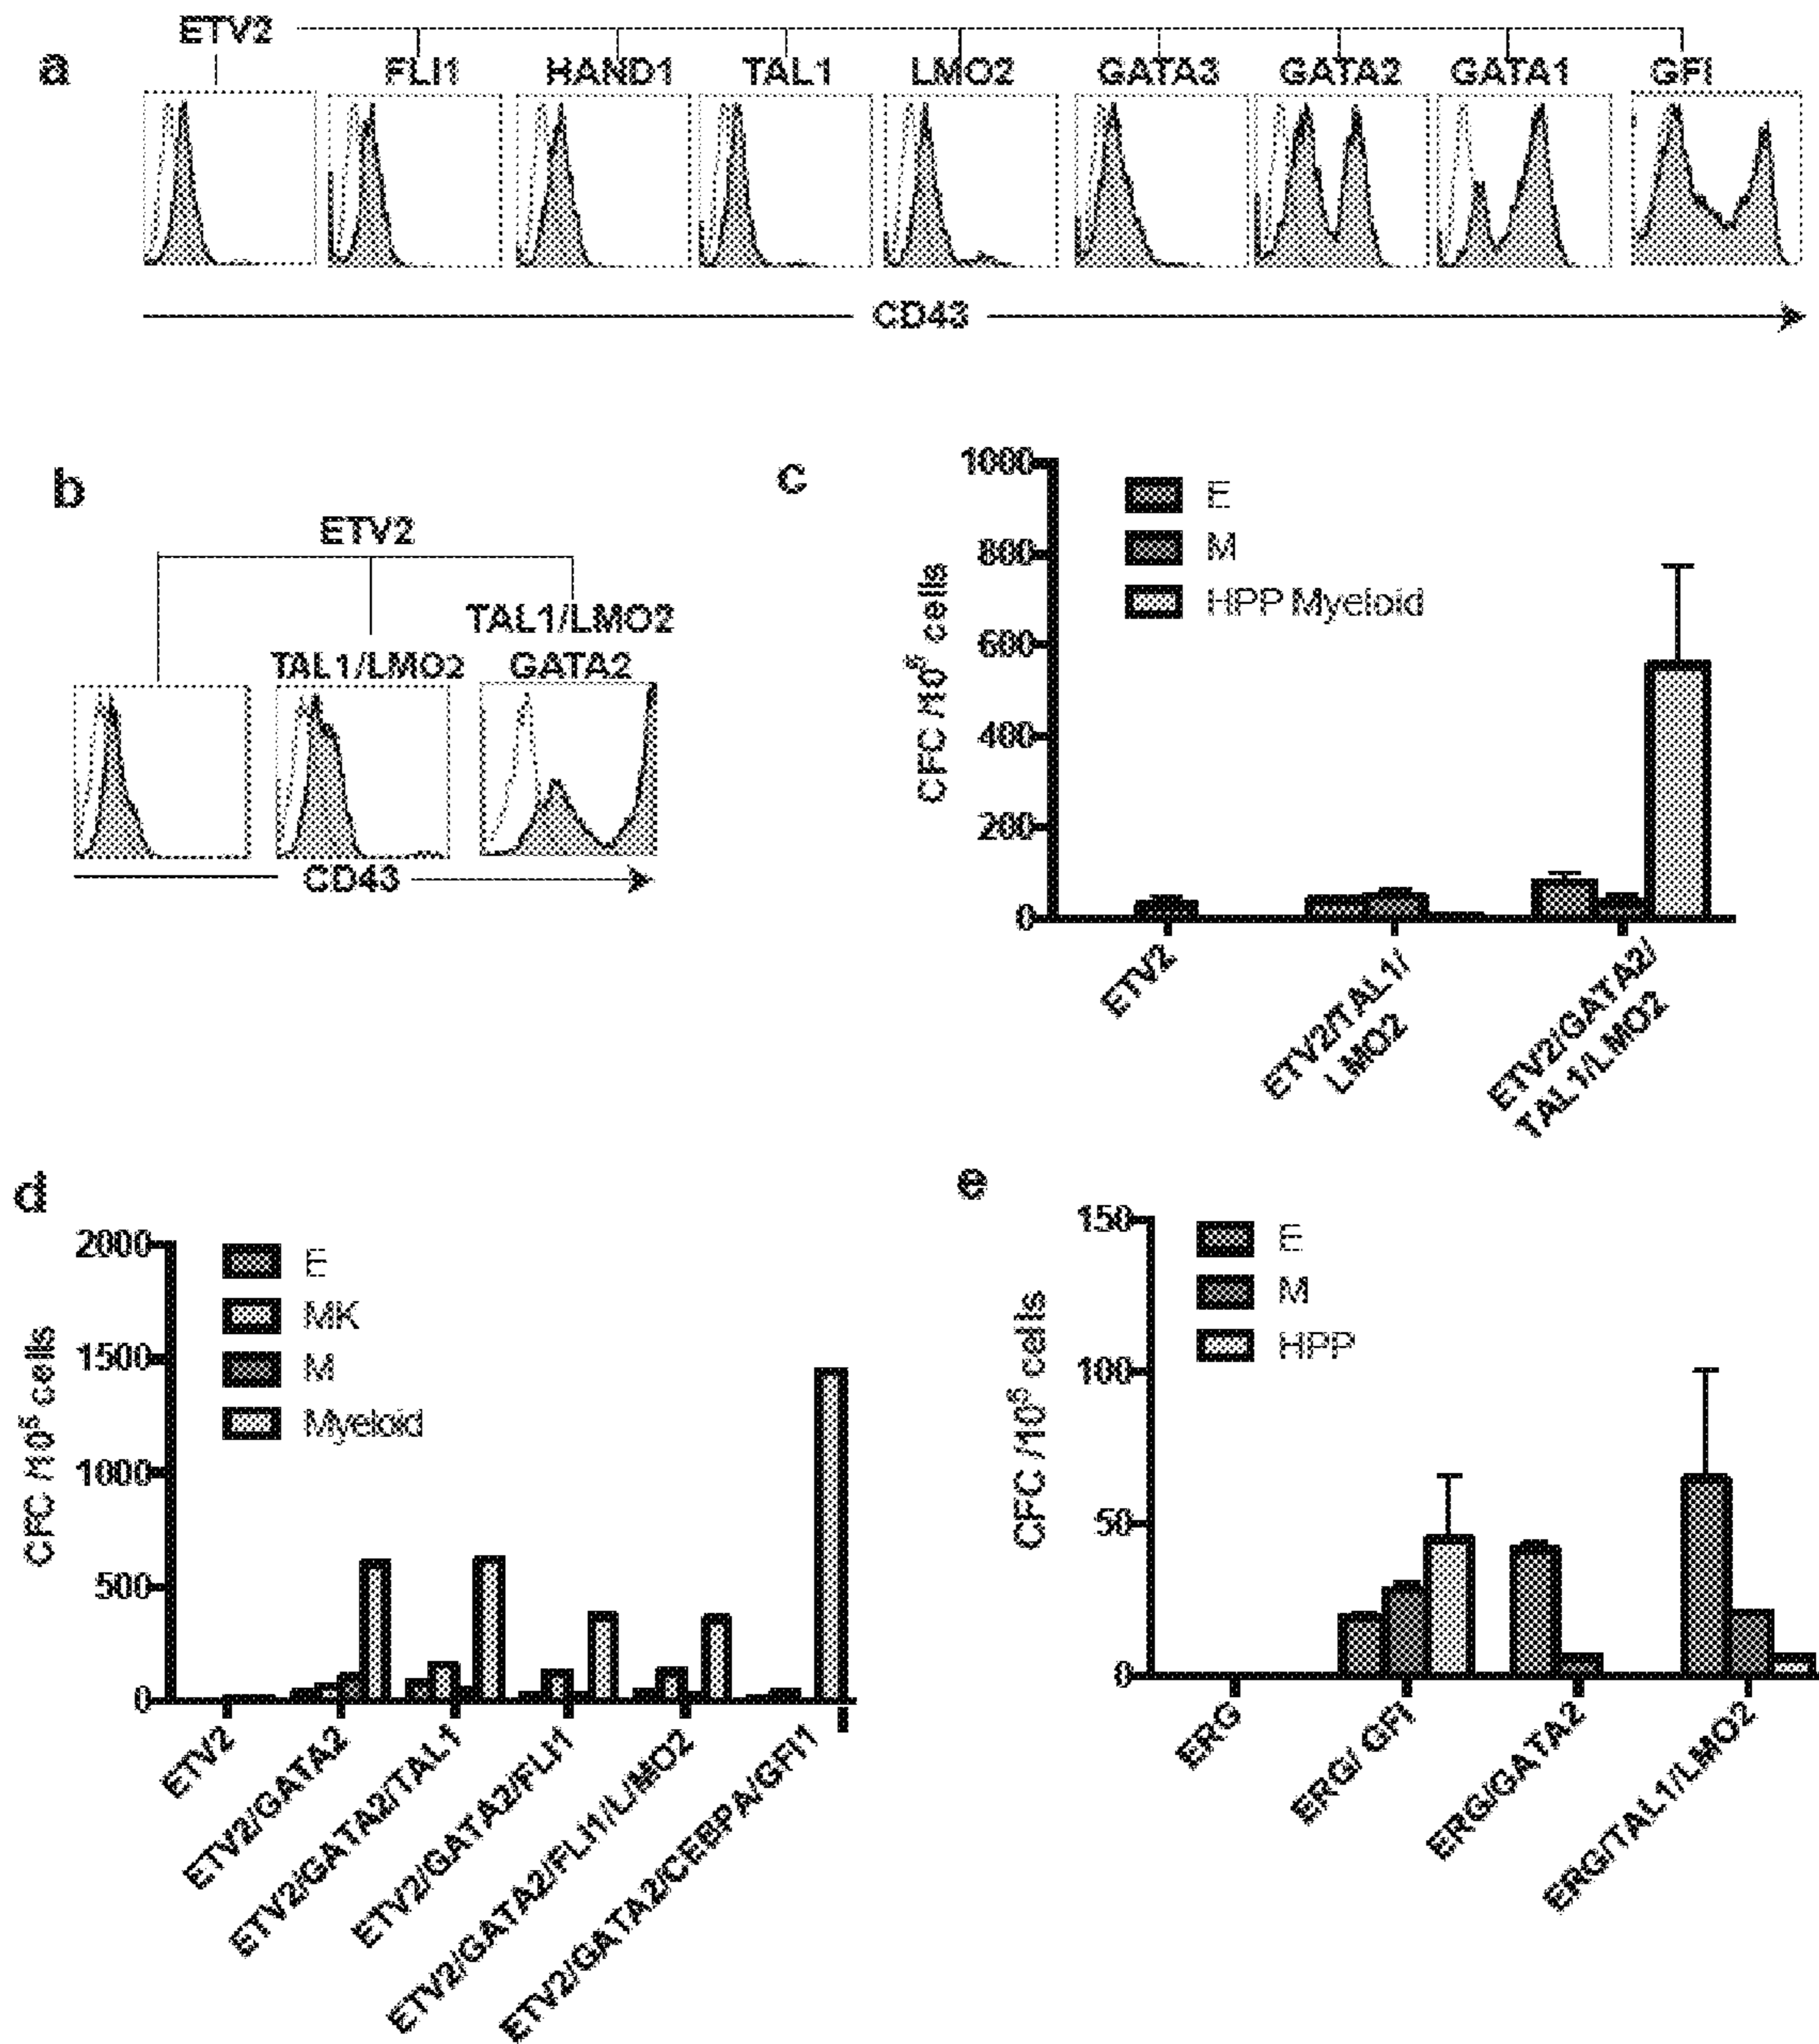 a
ETV2
FLI1 HAND1 TAL1 LMO2 GATA3 GATA2 GATA1 GFI
CD43
b
ETV2
TAL1/LMO2
TAL1/LMO2 GATA2
CD43
c
1000
800
600
400
200
0
CFC /10⁵ cells
E
M
HPP Myeloid
ETV2
ETV2/TAL1/
LMO2
ETV2/GATA2/
TAL1/LMO2
d
2000
1500
1000
500
0
CFC /10⁵ cells
E
MK
M
Myeloid
ETV2
ETV2/GATA2
ETV2/GATA2/TAL1
ETV2/GATA2/FLI1
ETV2/GATA2/FLI1/L/MO2
ETV2/GATA2/CEBPA/GFI1
e
150
100
50
0
CFC /10⁵ cells
E
M
HPP
ERG
ERG/ GFI
ERG/GATA2
ERG/TAL1/LMO2